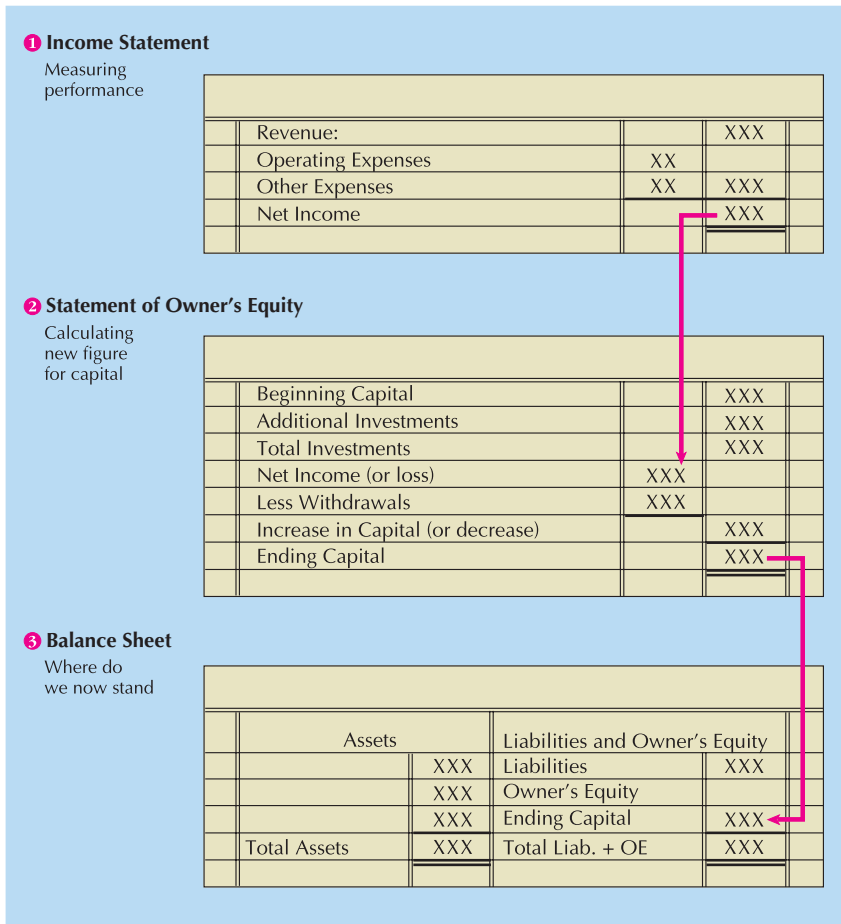 1 Income Statement
Measuring
performance
Revenue: XXX
Operating Expenses XX
Other Expenses XX XXX
Net Income XXX
2 Statement of Owner’s Equity
Calculating
new figure
for capital
Beginning Capital XXX
Additional Investments XXX
Total Investments XXX
Net Income (or loss) XXX
Less Withdrawals XXX
Increase in Capital (or decrease) XXX
Ending Capital XXX
3 Balance Sheet
Where do
we now stand
Assets Liabilities and Owner’s Equity
XXX Liabilities XXX
XXX Owner’s Equity
XXX Ending Capital XXX
Total Assets XXX Total Liab. + OE XXX